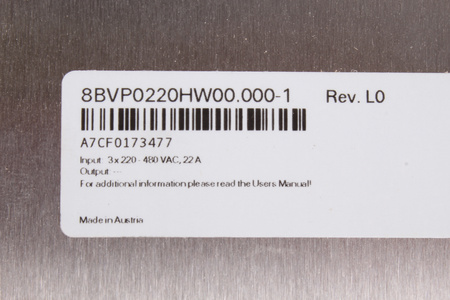 8BVP0220HW00.000-1 Rev. L0
A7CF0173477
Input: 3 x 220 - 480 VAC, 22 A
Output: ---
For additional information please read the Users Manual!
Made in Austria